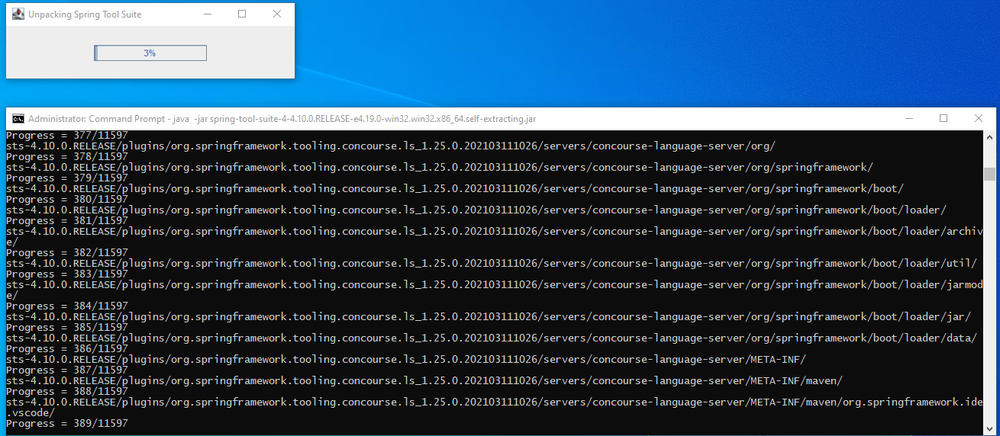 Unpacking Spring Tool Suite
3%
Administrator: Command Prompt - java  -jar spring-tool-suite-4-4.10.0.RELEASE-e4.19.0-win32.win32.x86_64.self-extracting.jar
Progress = 377/11597
sts-4.10.0.RELEASE/plugins/org.springframework.tooling.concourse.ls_1.25.0.202103111026/servers/concourse-language-server/org/
Progress = 378/11597
sts-4.10.0.RELEASE/plugins/org.springframework.tooling.concourse.ls_1.25.0.202103111026/servers/concourse-language-server/org/springframework/
Progress = 379/11597
sts-4.10.0.RELEASE/plugins/org.springframework.tooling.concourse.ls_1.25.0.202103111026/servers/concourse-language-server/org/springframework/boot/
Progress = 380/11597
sts-4.10.0.RELEASE/plugins/org.springframework.tooling.concourse.ls_1.25.0.202103111026/servers/concourse-language-server/org/springframework/boot/loader/
Progress = 381/11597
sts-4.10.0.RELEASE/plugins/org.springframework.tooling.concourse.ls_1.25.0.202103111026/servers/concourse-language-server/org/springframework/boot/loader/archiv
e/
Progress = 382/11597
sts-4.10.0.RELEASE/plugins/org.springframework.tooling.concourse.ls_1.25.0.202103111026/servers/concourse-language-server/org/springframework/boot/loader/util/
Progress = 383/11597
sts-4.10.0.RELEASE/plugins/org.springframework.tooling.concourse.ls_1.25.0.202103111026/servers/concourse-language-server/org/springframework/boot/loader/jarmod
e/
Progress = 384/11597
sts-4.10.0.RELEASE/plugins/org.springframework.tooling.concourse.ls_1.25.0.202103111026/servers/concourse-language-server/org/springframework/boot/loader/jar/
Progress = 385/11597
sts-4.10.0.RELEASE/plugins/org.springframework.tooling.concourse.ls_1.25.0.202103111026/servers/concourse-language-server/org/springframework/boot/loader/data/
Progress = 386/11597
sts-4.10.0.RELEASE/plugins/org.springframework.tooling.concourse.ls_1.25.0.202103111026/servers/concourse-language-server/META-INF/
Progress = 387/11597
sts-4.10.0.RELEASE/plugins/org.springframework.tooling.concourse.ls_1.25.0.202103111026/servers/concourse-language-server/META-INF/maven/
Progress = 388/11597
sts-4.10.0.RELEASE/plugins/org.springframework.tooling.concourse.ls_1.25.0.202103111026/servers/concourse-language-server/META-INF/maven/org.springframework.ide
.vscode/
Progress = 389/11597